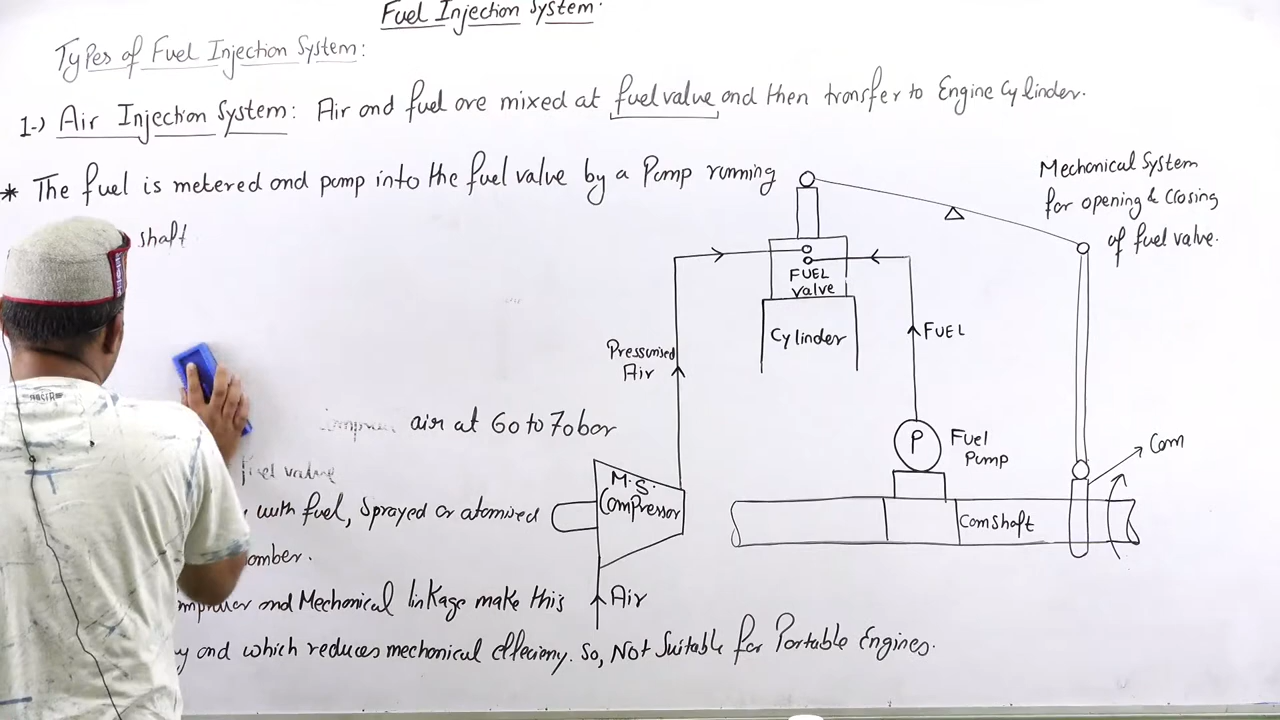 Fuel Injection System.
Types of Fuel Injection System:
1-) Air Injection System: Air and fuel are mixed at fuel valve and then transfer to Engine Cylinder.
* The fuel is metered and pump into the fuel valve by a Pump running
shaft
air at 60 to 70 bar
fuel valve
with fuel, Sprayed or atomised
and Mechanical linkage make this
and which reduces mechanical effecieny. So, Not Suitable for Portable Engines.
Mechanical System
for opening & Closing
of fuel valve.
FUEL
Valve
Cylinder
Pressurised
Air
FUEL
P
Fuel
Pump
Cam
M.S.
Compressor
Camshaft
Air